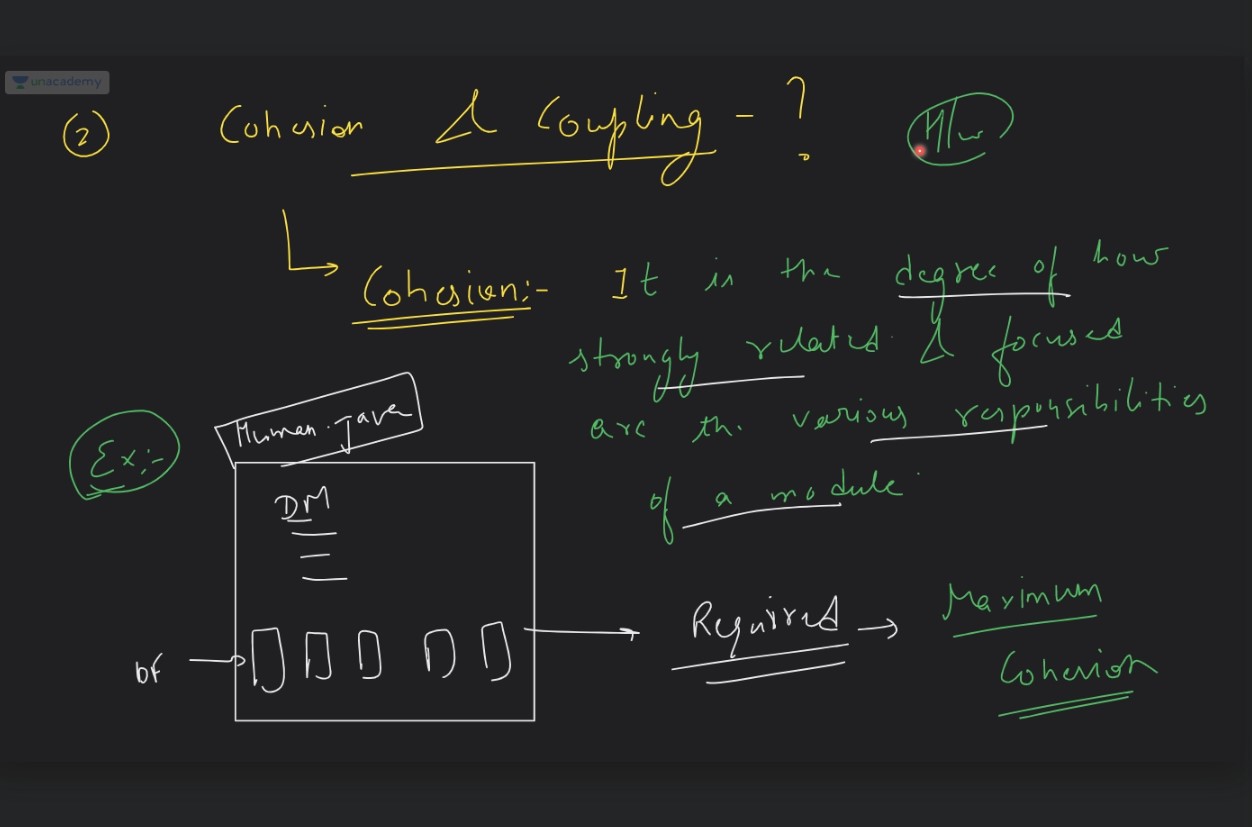 unacademy
② Cohesion & Coupling - ?
H/w
Cohesion:- It is the degree of how
strongly related & focused
are the various responsibilities
of a module
Ex:-
Human.Java
DM
Required → Maximum
Cohesion